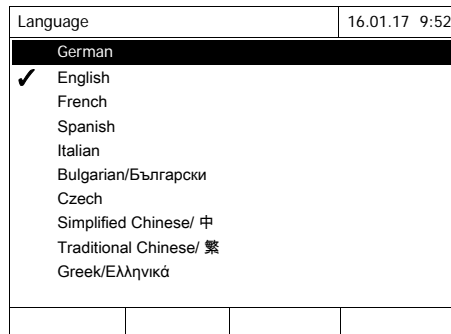 Language 16.01.17 9:52
German
✓ English
French
Spanish
Italian
Bulgarian/Български
Czech
Simplified Chinese/ 中
Traditional Chinese/ 繁
Greek/Ελληνικά